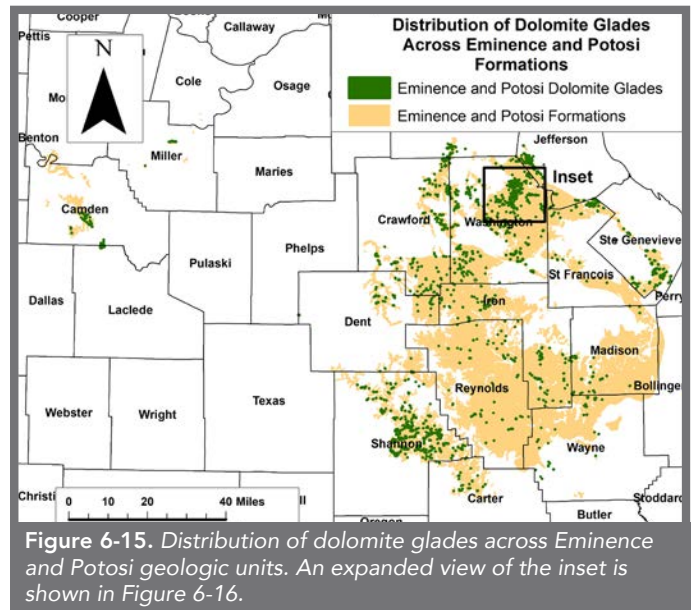 Distribution of Dolomite Glades
Across Eminence and Potosi
Formations
Eminence and Potosi Dolomite Glades
Eminence and Potosi Formations
N
Cooper
Pettis
Callaway
Cole
Osage
Mo
Benton
Miller
Maries
Camden
Jefferson
Inset
Crawford
Washington
Ste Genevieve
Pulaski
Phelps
St Francois
Perry
Dallas
Laclede
Dent
Iron
Madison
Bollinger
Reynolds
Webster
Wright
Texas
Shannon
Wayne
Christi
0 10 20 40 Miles
ll
Carter
Stoddard
Butler
Oregon
Figure 6-15. Distribution of dolomite glades across Eminence
and Potosi geologic units. An expanded view of the inset is
shown in Figure 6-16.